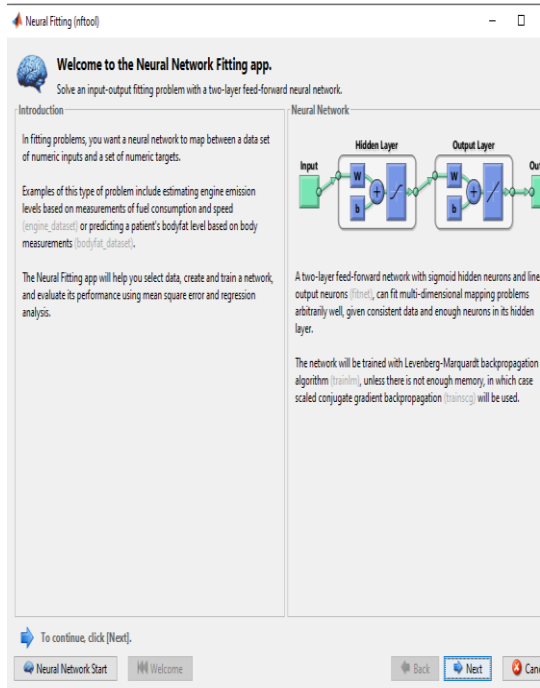 Neural Fitting (nftool)
Welcome to the Neural Network Fitting app.
Solve an input-output fitting problem with a two-layer feed-forward neural network.
Introduction
In fitting problems, you want a neural network to map between a data set
of numeric inputs and a set of numeric targets.
Examples of this type of problem include estimating engine emission
levels based on measurements of fuel consumption and speed
(engine_dataset) or predicting a patient's bodyfat level based on body
measurements (bodyfat_dataset).
The Neural Fitting app will help you select data, create and train a network,
and evaluate its performance using mean square error and regression
analysis.
Neural Network
Hidden Layer
Output Layer
Input
Ou
W
b
+
W
b
+
A two-layer feed-forward network with sigmoid hidden neurons and line
output neurons (fitnet), can fit multi-dimensional mapping problems
arbitrarily well, given consistent data and enough neurons in its hidden
layer.
The network will be trained with Levenberg-Marquardt backpropagation
algorithm (trainlm), unless there is not enough memory, in which case
scaled conjugate gradient backpropagation (trainscg) will be used.
To continue, click [Next].
Neural Network Start
Welcome
Back
Next
Canc